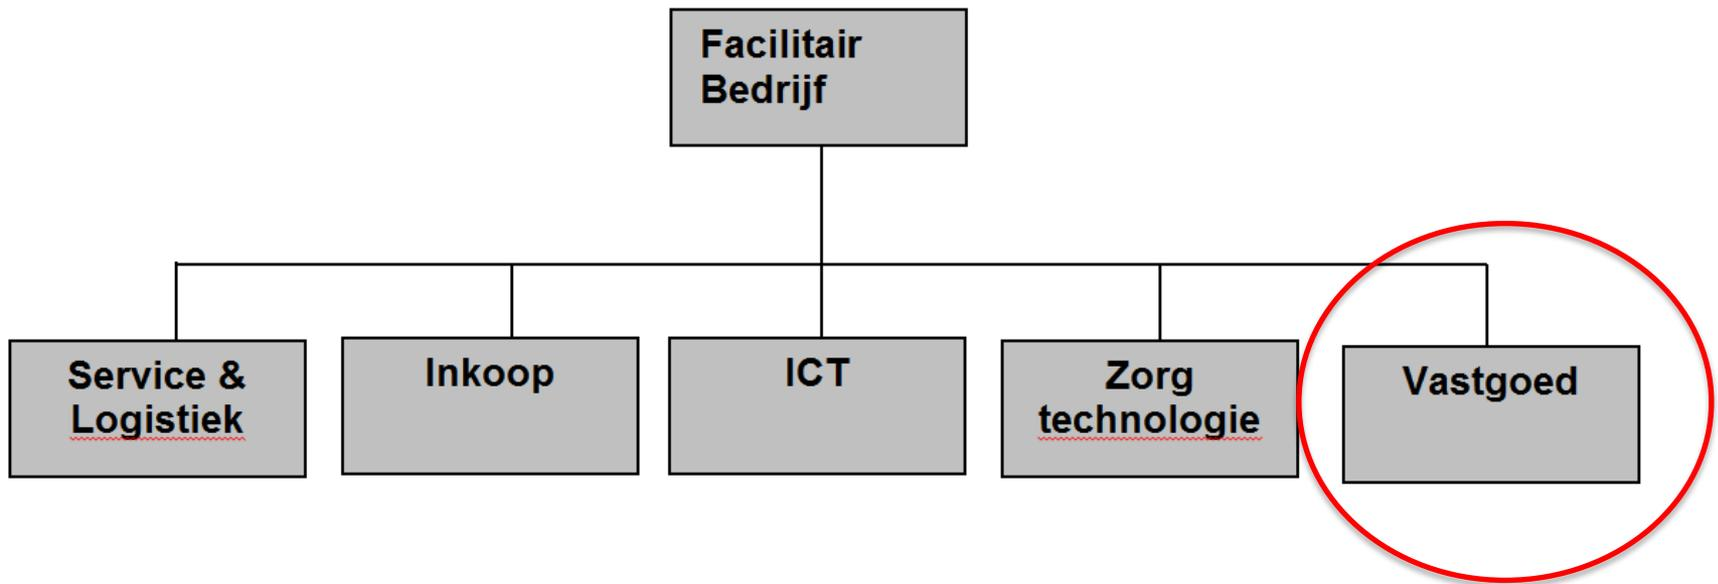 Facilitair
Bedrijf
Service &
Logistiek
Inkoop
ICT
Zorg
technologie
Vastgoed